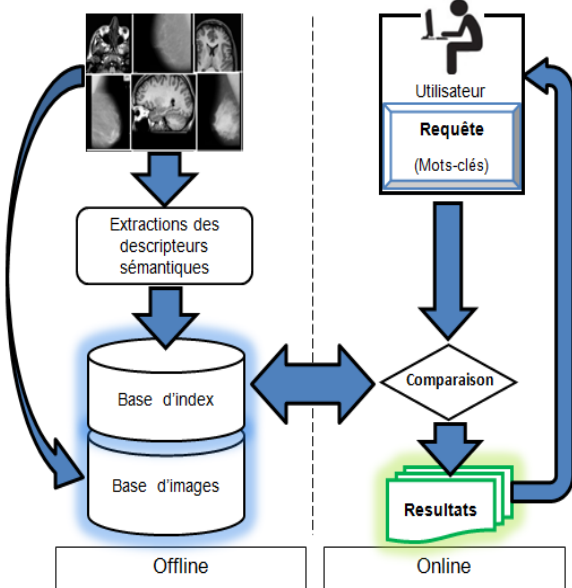 Utilisateur
Requête
(Mots-clés)
Extractions des
descripteurs
sémantiques
Comparaison
Base d'index
Base d'images
Resultats
Offline
Online